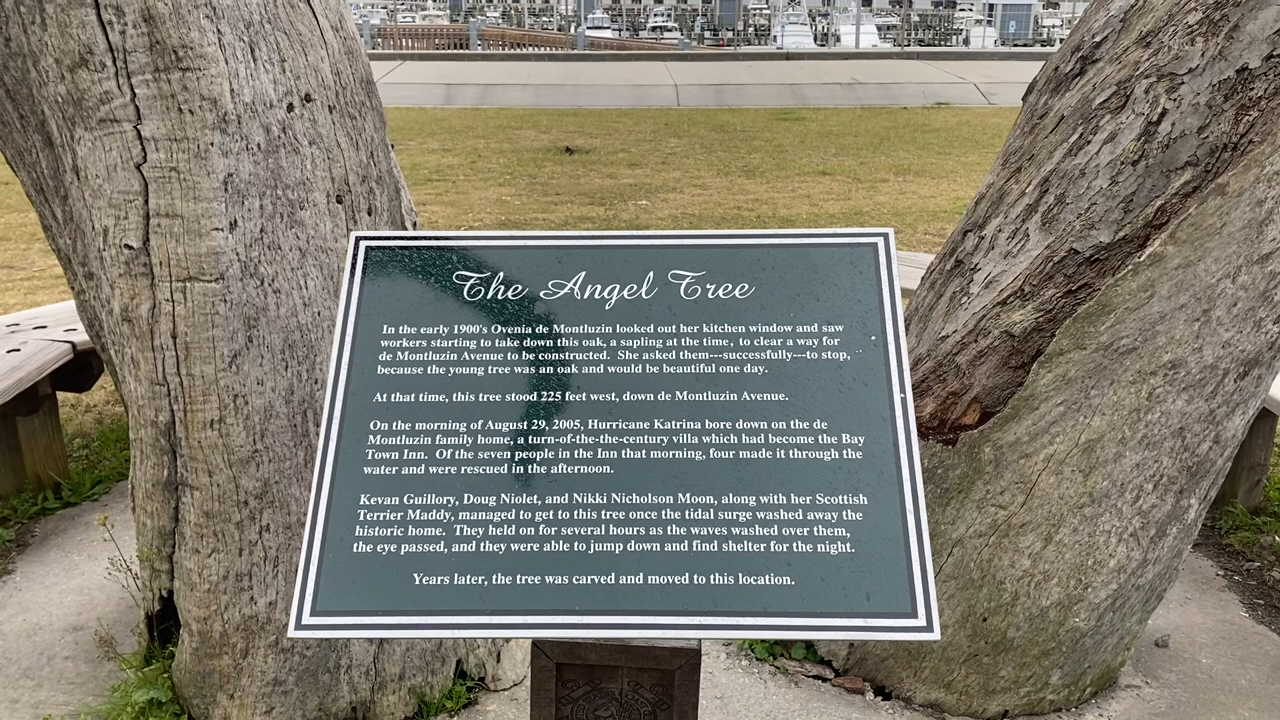 The Angel Tree
In the early 1900's Ovenia de Montluzin looked out her kitchen window and saw
workers starting to take down this oak, a sapling at the time, to clear a way for
de Montluzin Avenue to be constructed. She asked them---successfully---to stop,
because the young tree was an oak and would be beautiful one day.
At that time, this tree stood 225 feet west, down de Montluzin Avenue.
On the morning of August 29, 2005, Hurricane Katrina bore down on the de
Montluzin family home, a turn-of-the-the-century villa which had become the Bay
Town Inn. Of the seven people in the Inn that morning, four made it through the
water and were rescued in the afternoon.
Kevan Guillory, Doug Niolet, and Nikki Nicholson Moon, along with her Scottish
Terrier Maddy, managed to get to this tree once the tidal surge washed away the
historic home. They held on for several hours as the waves washed over them,
the eye passed, and they were able to jump down and find shelter for the night.
Years later, the tree was carved and moved to this location.